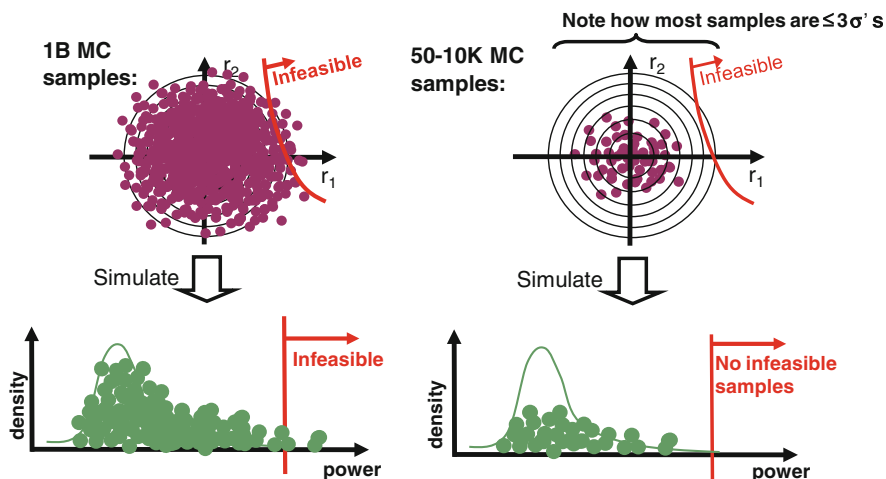 1B MC
samples:
r2
Infeasible
r1
Simulate
density
Infeasible
power
Note how most samples are ≤3σ' s
50-10K MC
samples:
r2
Infeasible
r1
Simulate
density
No infeasible
samples
power